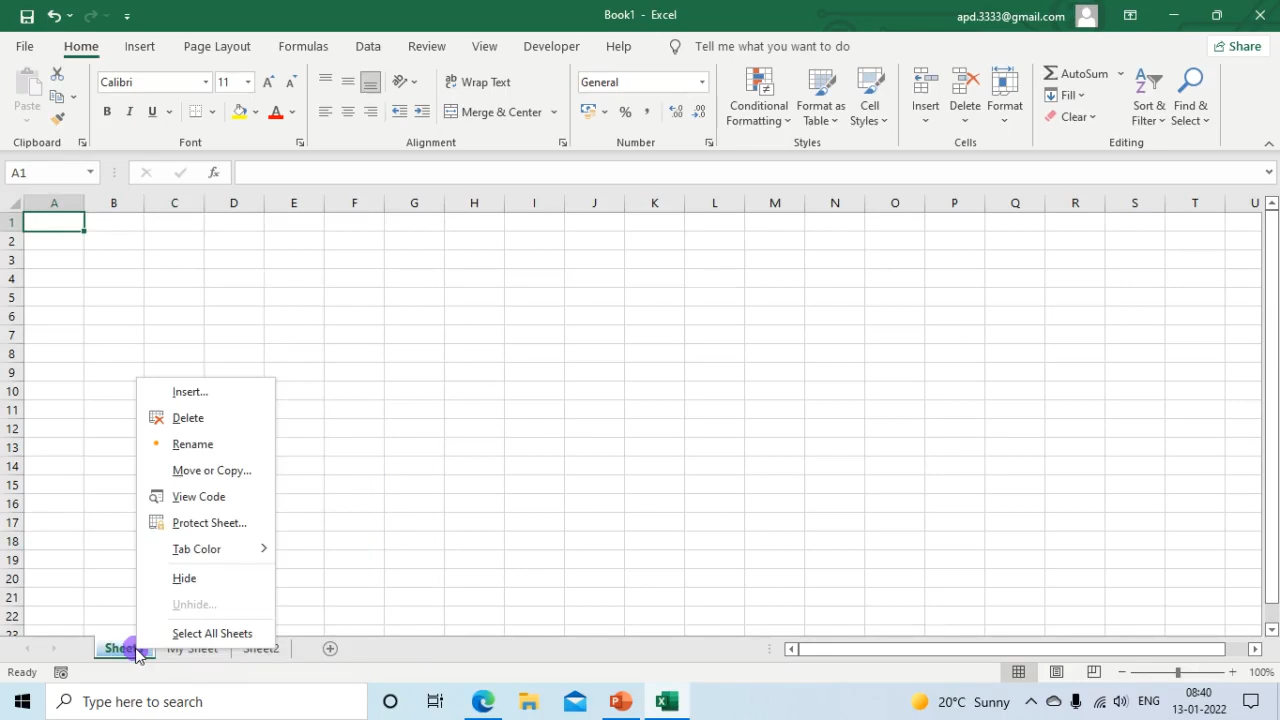 Book1 - Excel
apd.3333@gmail.com
File Home Insert Page Layout Formulas Data Review View Developer Help Tell me what you want to do Share
Paste
Calibri 11
Wrap Text
General
Conditional Formatting
Format as Table
Cell Styles
Insert
Delete
Format
AutoSum
Fill
Clear
Sort & Filter
Find & Select
B I U A
Merge & Center
%
Clipboard Font Alignment Number Styles Cells Editing
A1 fx
A B C D E F G H I J K L M N O P Q R S T U
1
2
3
4
5
6
7
8
9
10
11
12
13
14
15
16
17
18
19
20
21
22
23
Insert...
Delete
Rename
Move or Copy...
View Code
Protect Sheet...
Tab Color
Hide
Unhide...
Select All Sheets
My Sheet Sheet2
Ready 100%
Type here to search 20°C Sunny ENG
08:40
13-01-2022